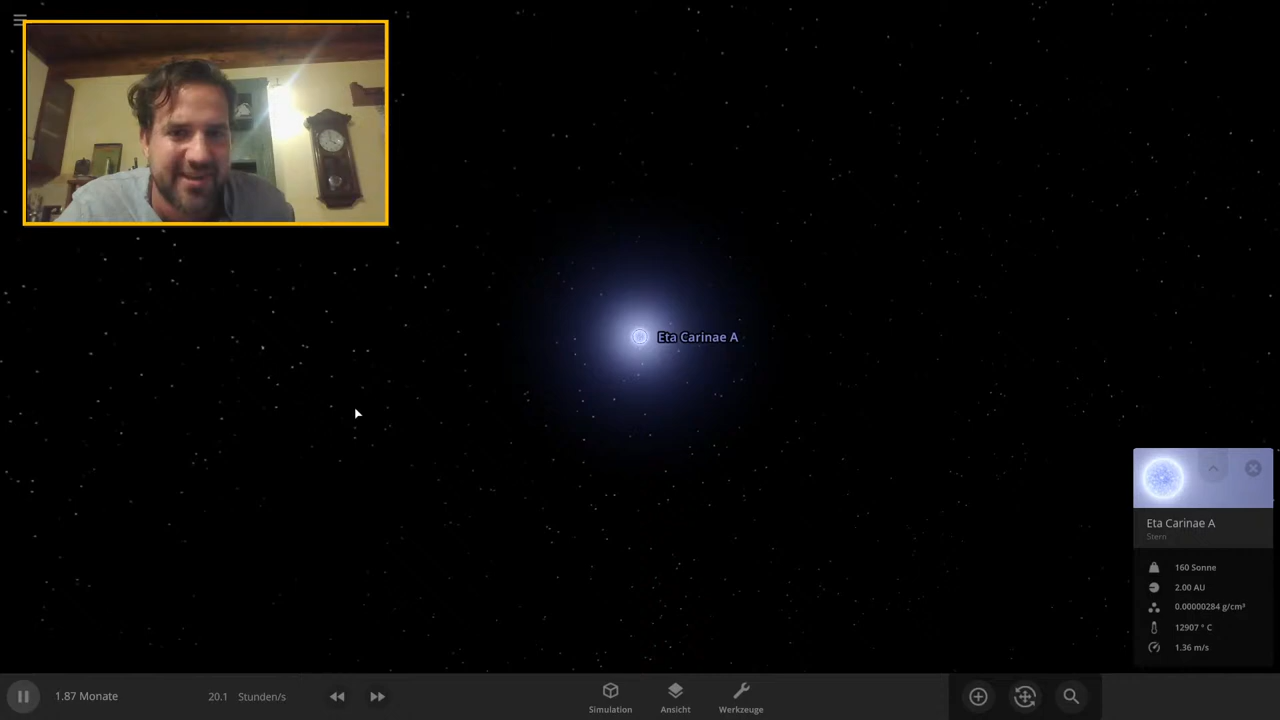 Eta Carinae A
Eta Carinae A
Stern
160 Sonne
2.00 AU
0.00000284 g/cm³
12907 ° C
1.36 m/s
1.87 Monate
20.1 Stunden/s
Simulation
Ansicht
Werkzeuge